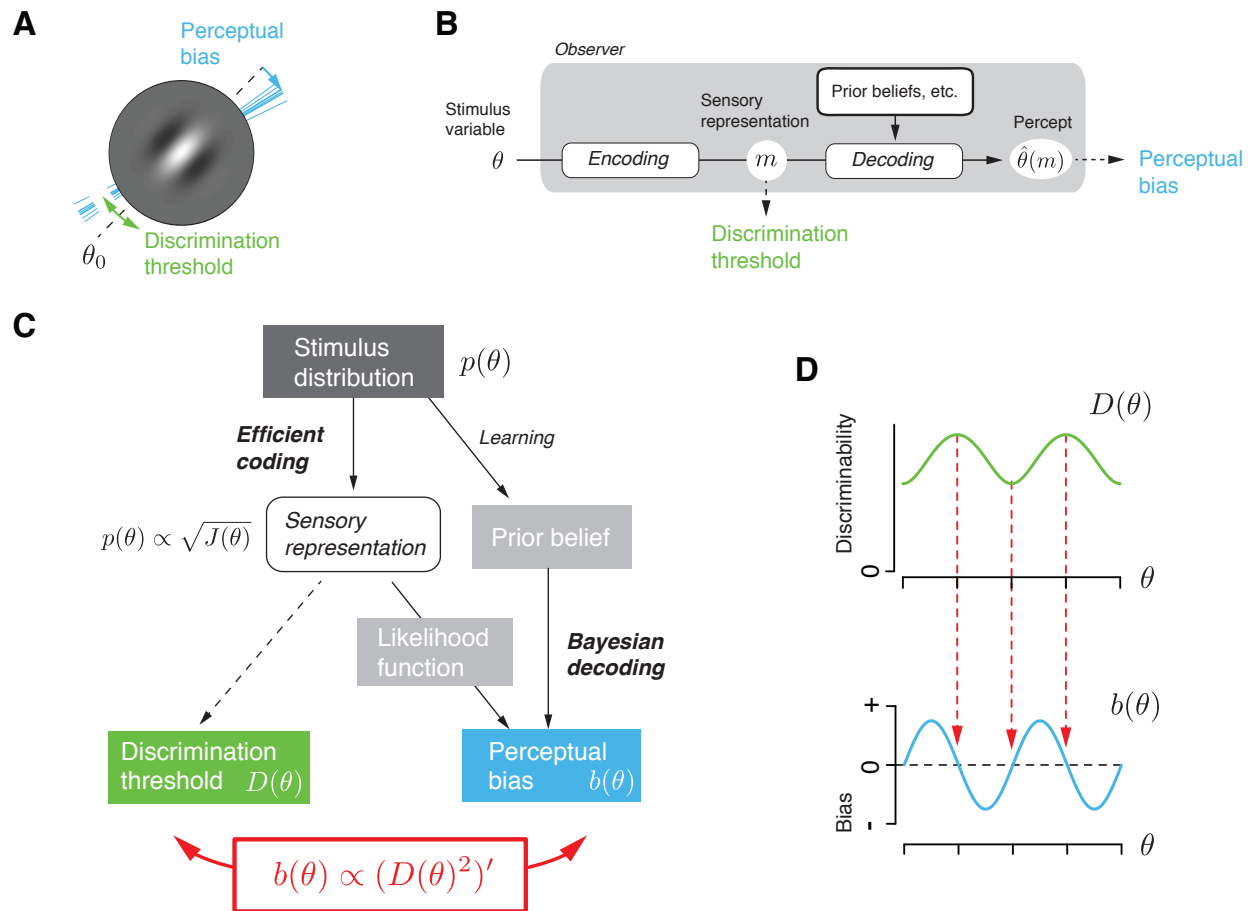 A
Perceptual
bias
θ₀
Discrimination
threshold
B
Observer
Stimulus
variable
θ
Encoding
Sensory
representation
m
Prior beliefs, etc.
Decoding
Percept
θ̂(m)
Perceptual
bias
Discrimination
threshold
C
Stimulus
distribution
p(θ)
Efficient
coding
Learning
p(θ) ∝ √J(θ)
Sensory
representation
Prior belief
Likelihood
function
Bayesian
decoding
Discrimination
threshold D(θ)
Perceptual
bias b(θ)
b(θ) ∝ (D(θ)²)′
D
D(θ)
Discriminability
0
θ
b(θ)
+
0
-
Bias
θ